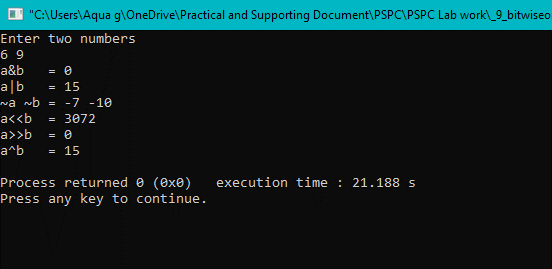 "C:\Users\Aqua g\OneDrive\Practical and Supporting Document\PSPC\PSPC Lab work\_9_bitwiseo
Enter two numbers
6 9
a&b   = 0
a|b   = 15
~a ~b = -7 -10
a<<b  = 3072
a>>b  = 0
a^b   = 15
Process returned 0 (0x0)   execution time : 21.188 s
Press any key to continue.